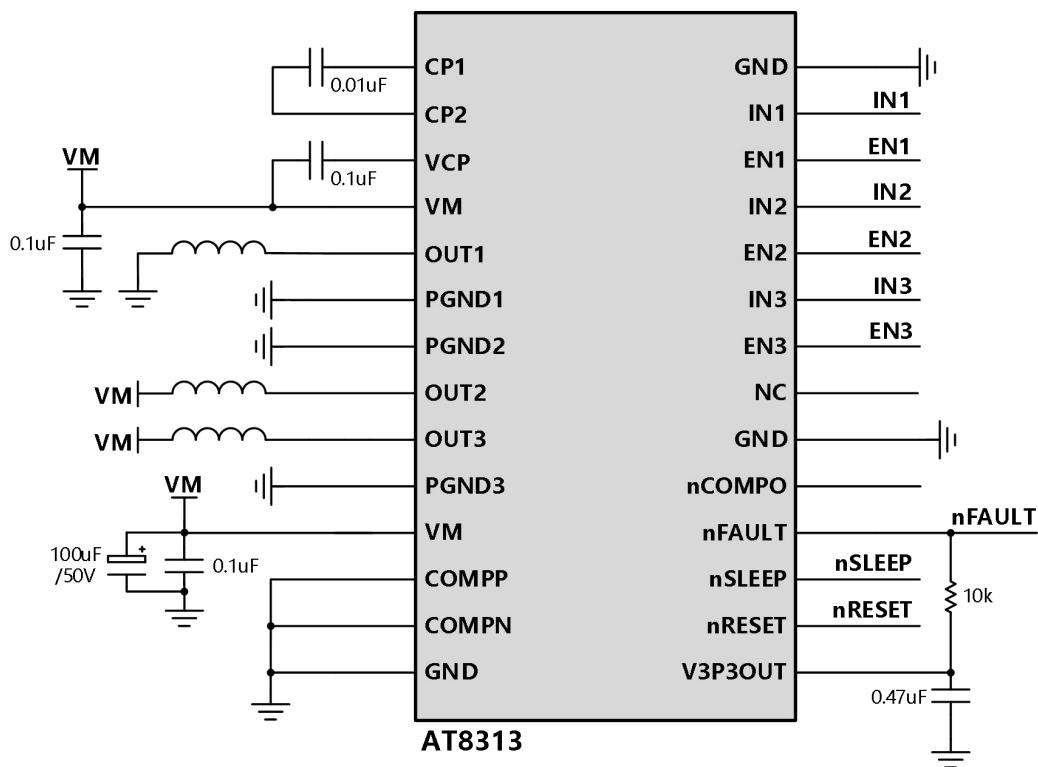 CP1
GND
0.01uF
IN1
CP2
IN1
EN1
VM
VCP
EN1
0.1uF
IN2
VM
IN2
0.1uF
EN2
OUT1
EN2
IN3
PGND1
IN3
EN3
PGND2
EN3
VM
OUT2
NC
VM
OUT3
GND
VM
PGND3
nCOMPO
nFAULT
VM
nFAULT
100uF
/50V
+
0.1uF
nSLEEP
COMPP
nSLEEP
10k
nRESET
COMPN
nRESET
GND
V3P3OUT
0.47uF
AT8313